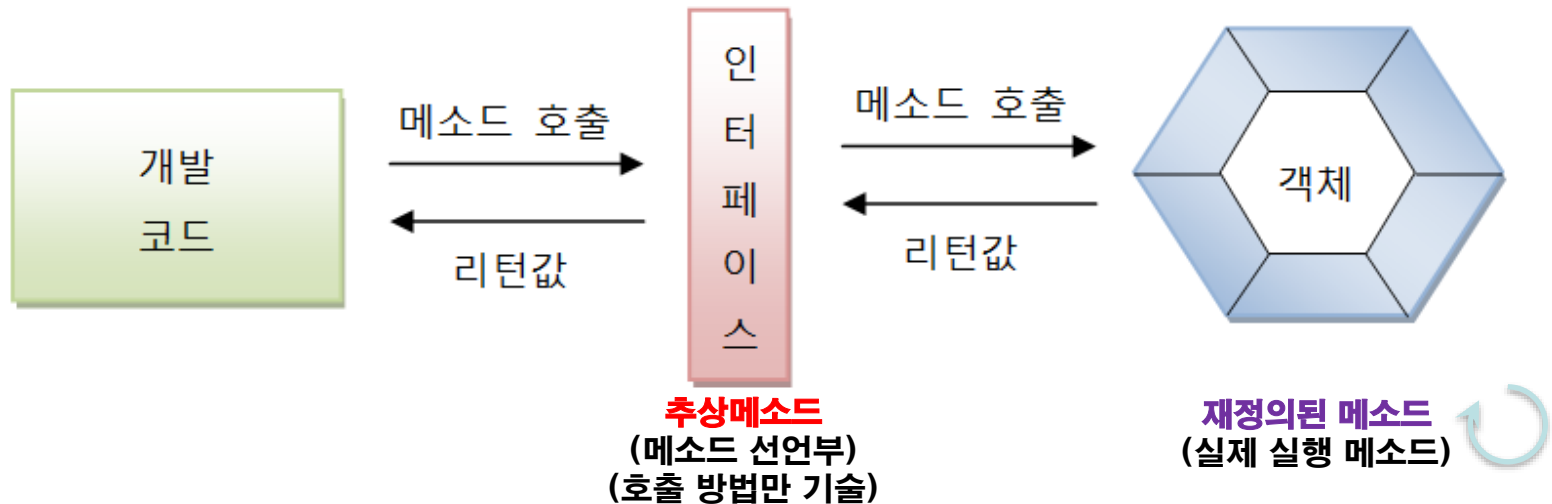 개발
코드
메소드 호출
리턴값
인
터
페
이
스
메소드 호출
리턴값
객체
추상메소드
(메소드 선언부)
(호출 방법만 기술)
재정의된 메소드
(실제 실행 메소드)